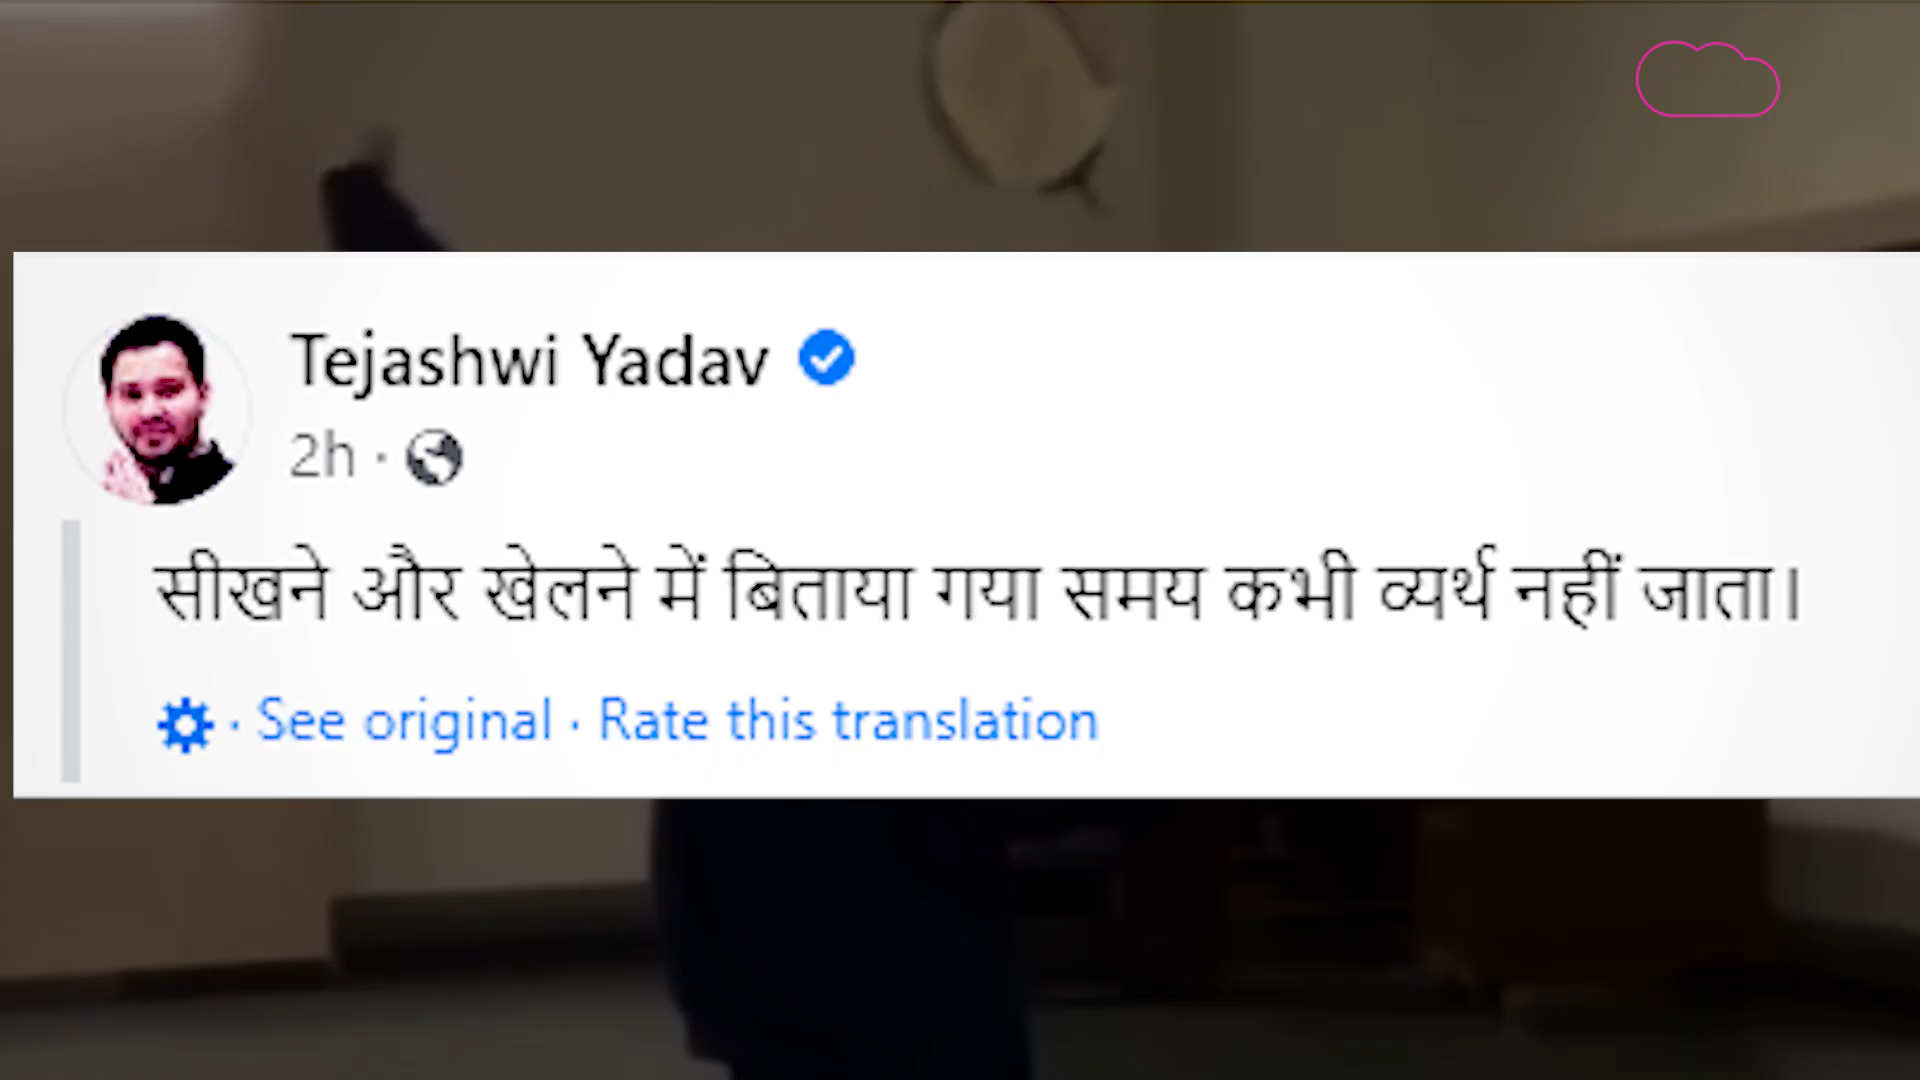 Tejashwi Yadav
2h ·
सीखने और खेलने में बिताया गया समय कभी व्यर्थ नहीं जाता।
· See original · Rate this translation